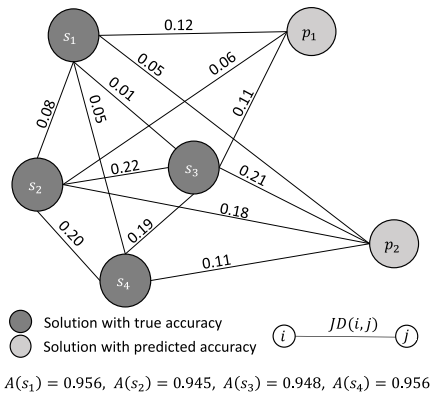 s₁
0.12
p₁
0.05
0.06
0.01
0.08
0.05
0.11
s₂
0.22
s₃
0.21
0.18
0.20
0.19
p₂
s₄
0.11
Solution with true accuracy
JD(i,j)
Solution with predicted accuracy
i
j
A(s₁) = 0.956, A(s₂) = 0.945, A(s₃) = 0.948, A(s₄) = 0.956